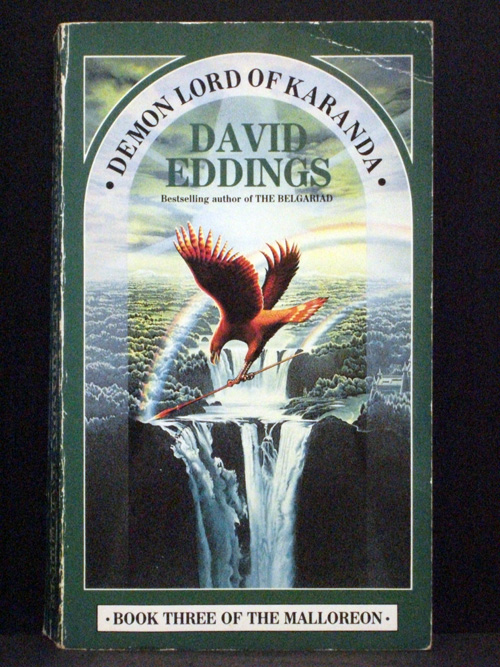 • DEMON LORD OF KARANDA •
DAVID
EDDINGS
Bestselling author of THE BELGARIAD
· BOOK THREE OF THE MALLOREON ·